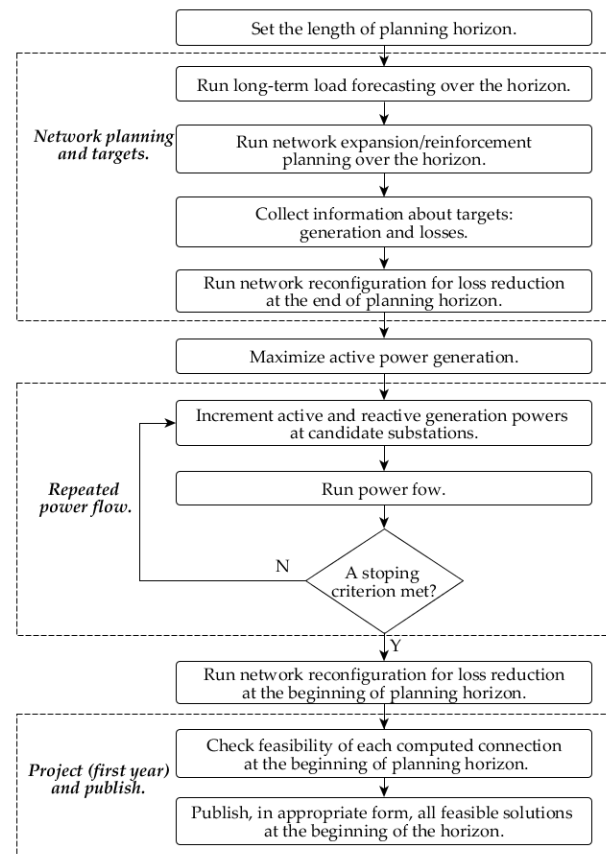 Set the length of planning horizon.
Run long-term load forecasting over the horizon.
Network planning
and targets.
Run network expansion/reinforcement
planning over the horizon.
Collect information about targets:
generation and losses.
Run network reconfiguration for loss reduction
at the end of planning horizon.
Maximize active power generation.
Increment active and reactive generation powers
at candidate substations.
Repeated
power flow.
Run power fow.
N
A stoping
criterion met?
Y
Run network reconfiguration for loss reduction
at the beginning of planning horizon.
Project (first year)
and publish.
Check feasibility of each computed connection
at the beginning of planning horizon.
Publish, in appropriate form, all feasible solutions
at the beginning of the horizon.